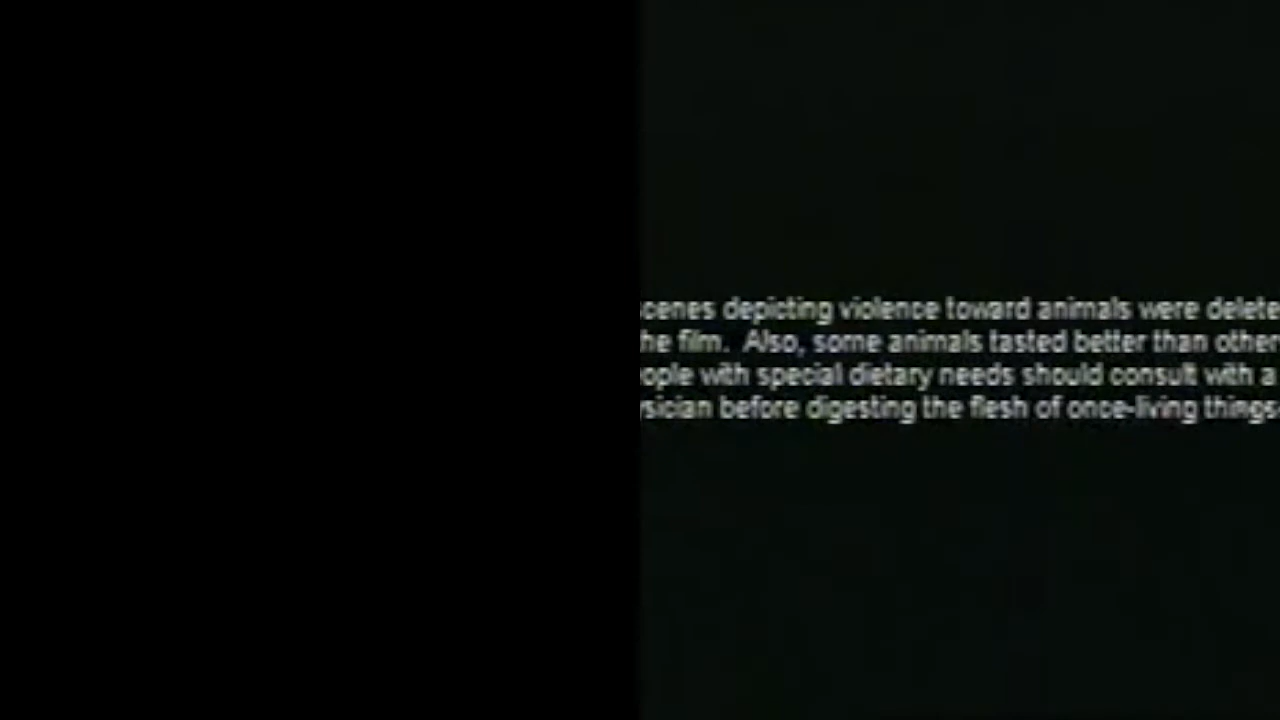 cenes depicting violence toward animals were delete
he film. Also, some animals tasted better than other
ople with special dietary needs should consult with a
sician before digesting the flesh of once-living things